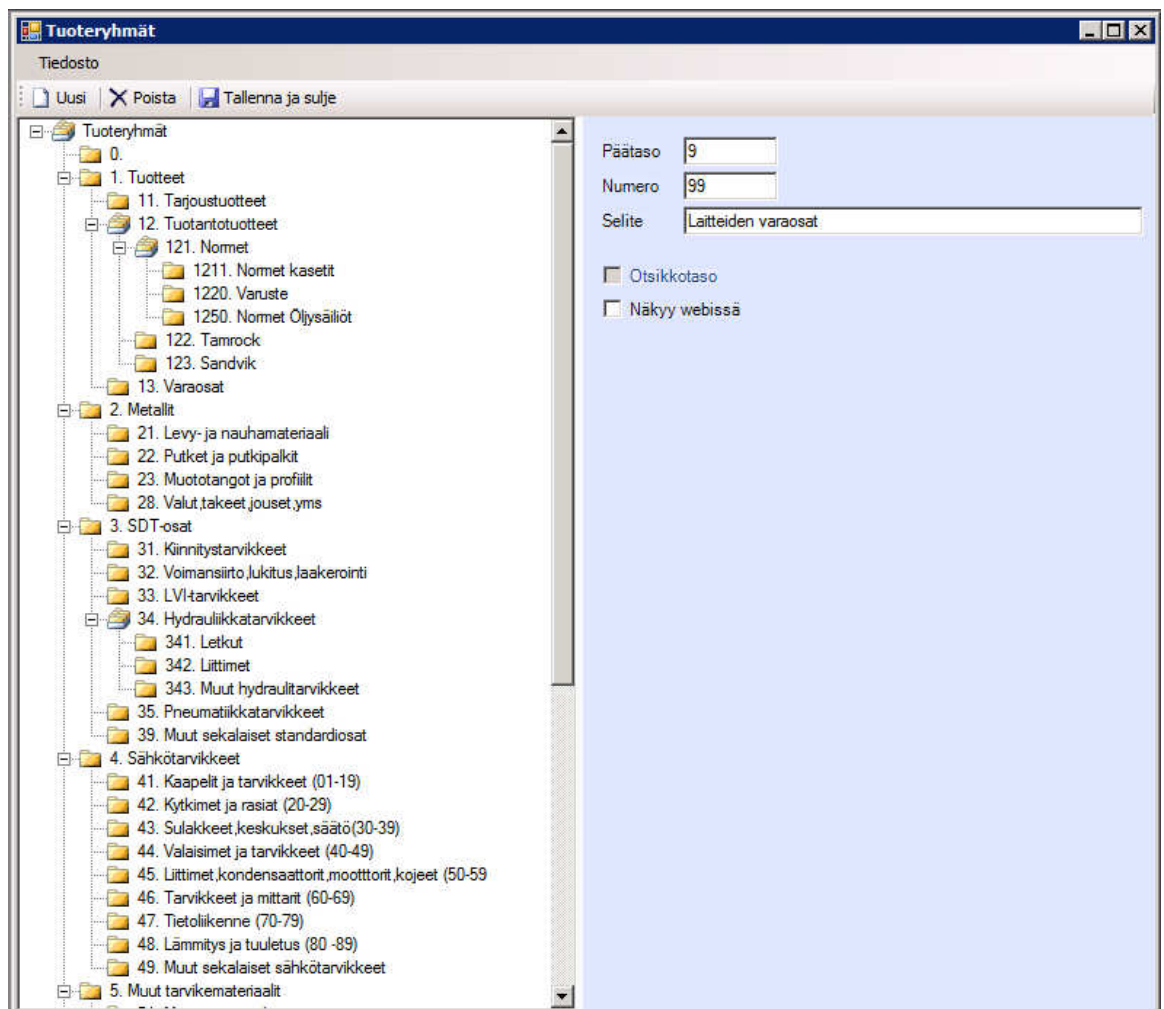 Tuoteryhmät
Tiedosto
Uusi
Poista
Tallenna ja sulje
Tuoteryhmät
0.
1. Tuotteet
11. Tarjoustuotteet
12. Tuotantotuotteet
121. Normet
1211. Normet kasetit
1220. Varuste
1250. Normet Öljysäiliöt
122. Tamrock
123. Sandvik
13. Varaosat
2. Metallit
21. Levy- ja nauhamateriaali
22. Putket ja putkipalkit
23. Muototangot ja profiilit
28. Valut,takeet,jouset,yms
3. SDT-osat
31. Kiinnitystarvikkeet
32. Voimansiirto,lukitus,laakerointi
33. LVI-tarvikkeet
34. Hydrauliikkatarvikkeet
341. Letkut
342. Liittimet
343. Muut hydraulitarvikkeet
35. Pneumatiikkatarvikkeet
39. Muut sekalaiset standardiosat
4. Sähkötarvikkeet
41. Kaapelit ja tarvikkeet (01-19)
42. Kytkimet ja rasiat (20-29)
43. Sulakkeet,keskukset,säätö(30-39)
44. Valaisimet ja tarvikkeet (40-49)
45. Liittimet,kondensaattorit,mootttorit,kojeet (50-59
46. Tarvikkeet ja mittarit (60-69)
47. Tietoliikenne (70-79)
48. Lämmitys ja tuuletus (80 -89)
49. Muut sekalaiset sähkötarvikkeet
5. Muut tarvikemateriaalit
Päätaso 9
Numero 99
Selite Laitteiden varaosat
Otsikkotaso
Näkyy webissä